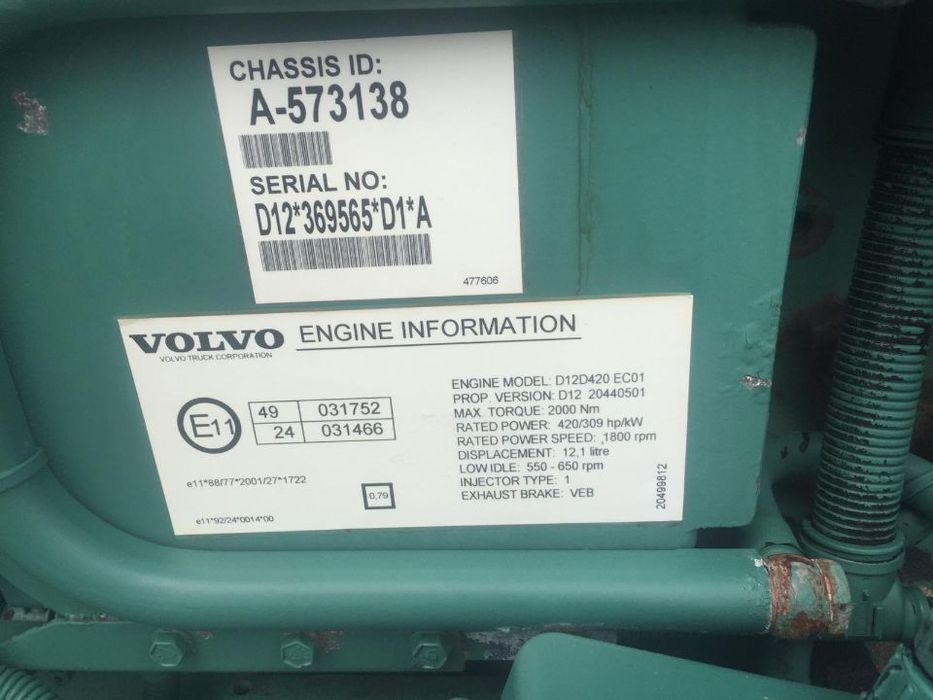 CHASSIS ID:
A-573138
SERIAL NO:
D12*369565*D1*A
477606
VOLVO
VOLVO TRUCK CORPORATION
ENGINE INFORMATION
E11
49 031752
24 031466
e11*88/77*2001/27*1722
0,79
e11*92/24*0014*00
ENGINE MODEL: D12D420 EC01
PROP. VERSION: D12 20440501
MAX. TORQUE: 2000 Nm
RATED POWER: 420/309 hp/kW
RATED POWER SPEED: 1800 rpm
DISPLACEMENT: 12,1 litre
LOW IDLE: 550 - 650 rpm
INJECTOR TYPE: 1
EXHAUST BRAKE: VEB
20499812